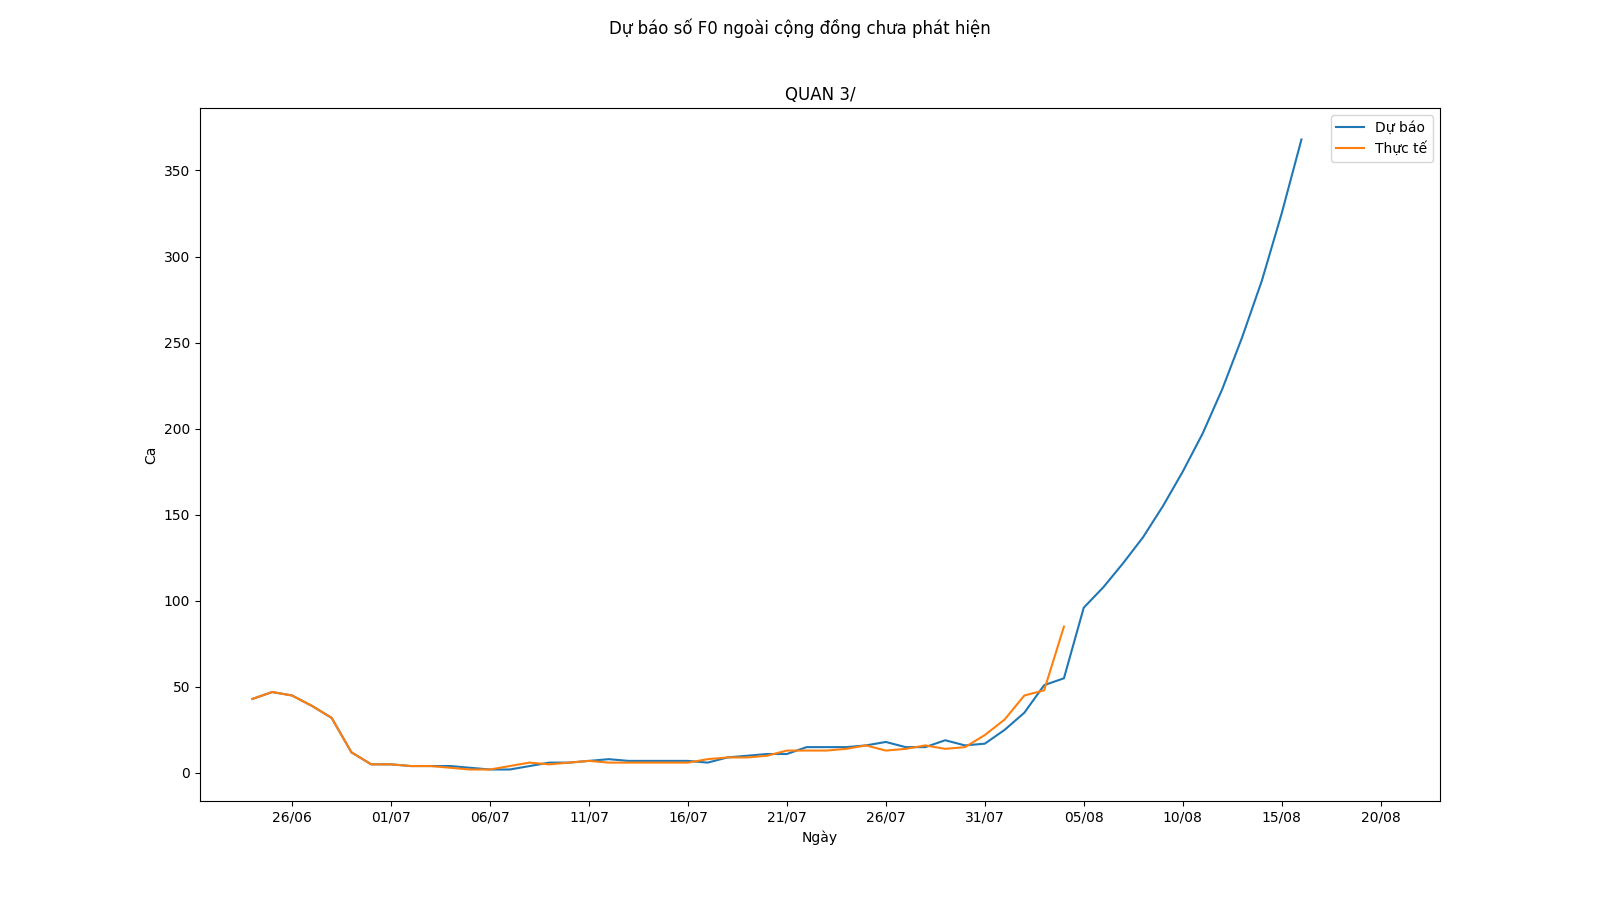 Dự báo số F0 ngoài cộng đồng chưa phát hiện
QUAN 3/
Dự báo
Thực tế
350
300
250
200
150
100
50
0
Ca
26/06 01/07 06/07 11/07 16/07 21/07 26/07 31/07 05/08 10/08 15/08 20/08
Ngày